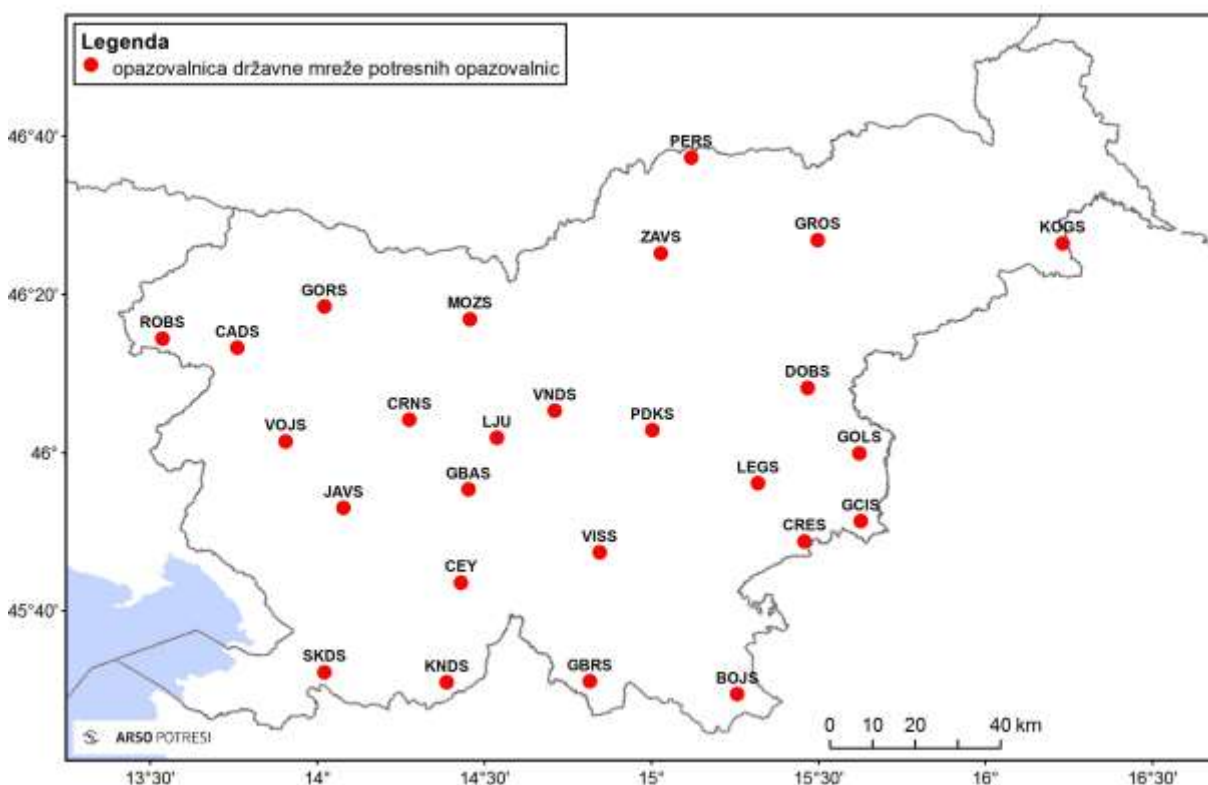 Legenda
opazovalnica državne mreže potresnih opazovalnic
46°40'
46°20'
46°
45°40'
PERS
GROS
KOGS
ZAVS
GORS
MOZS
ROBS
CADS
DOBS
CRNS
VNDS
LJU
PDKS
VOJS
GOLS
GBAS
LEGS
JAVS
GCIS
CRES
VISS
CEY
SKDS
KNDS
GBRS
BOJS
0 10 20 40 km
ARSO POTRESI
13°30' 14° 14°30' 15° 15°30' 16° 16°30'